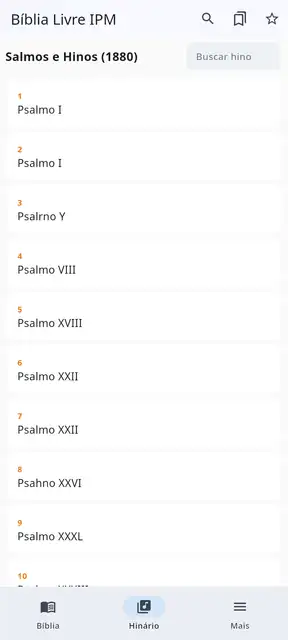 Bíblia Livre IPM
Salmos e Hinos (1880)
Buscar hino
1
Psalmo I
2
Psalmo I
3
Psalrno Y
4
Psalmo VIII
5
Psalmo XVIII
6
Psalmo XXII
7
Psalmo XXII
8
Psahno XXVI
9
Psalmo XXXL
10
Bíblia
Hinário
Mais